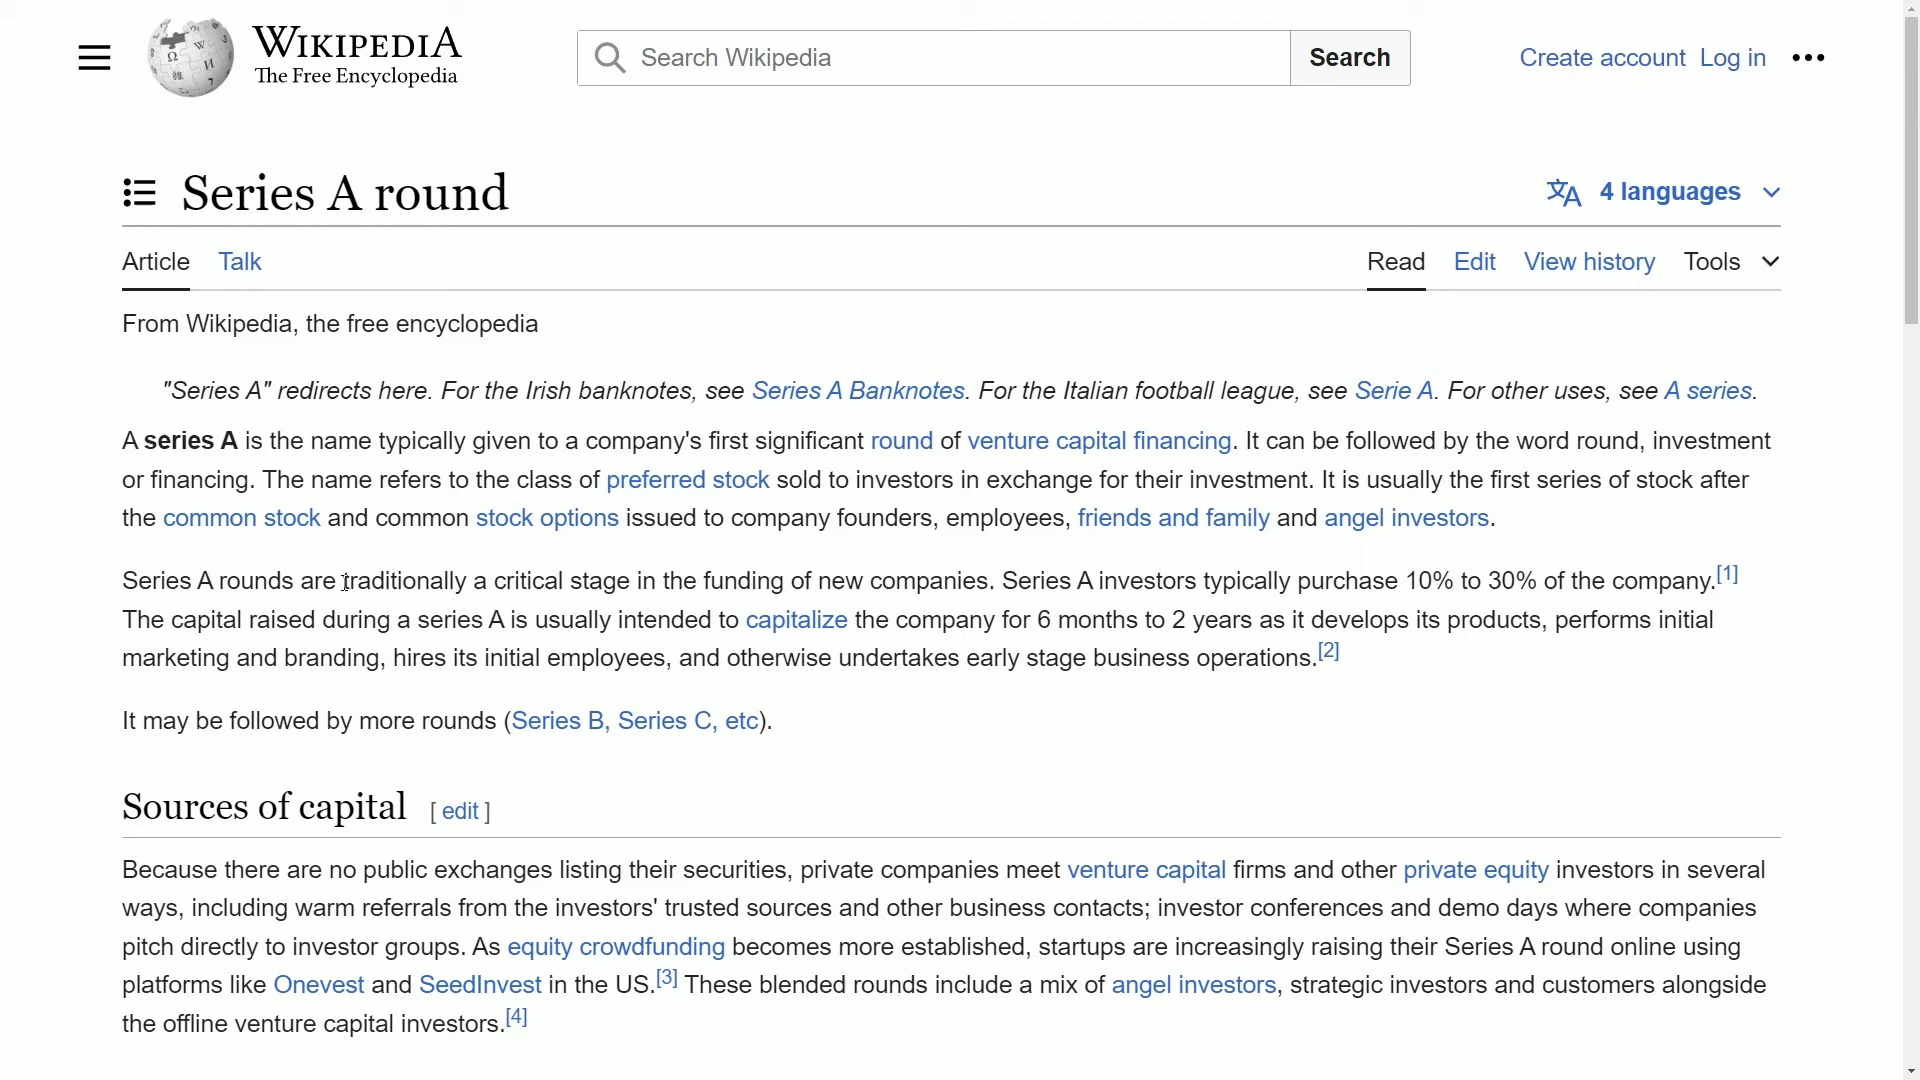 WIKIPEDIA
The Free Encyclopedia
Search Wikipedia
Search
Create account Log in
Series A round
4 languages
Article Talk
Read Edit View history Tools
From Wikipedia, the free encyclopedia
"Series A" redirects here. For the Irish banknotes, see Series A Banknotes. For the Italian football league, see Serie A. For other uses, see A series.
A series A is the name typically given to a company's first significant round of venture capital financing. It can be followed by the word round, investment
or financing. The name refers to the class of preferred stock sold to investors in exchange for their investment. It is usually the first series of stock after
the common stock and common stock options issued to company founders, employees, friends and family and angel investors.
Series A rounds are traditionally a critical stage in the funding of new companies. Series A investors typically purchase 10% to 30% of the company.[1]
The capital raised during a series A is usually intended to capitalize the company for 6 months to 2 years as it develops its products, performs initial
marketing and branding, hires its initial employees, and otherwise undertakes early stage business operations.[2]
It may be followed by more rounds (Series B, Series C, etc).
Sources of capital [ edit ]
Because there are no public exchanges listing their securities, private companies meet venture capital firms and other private equity investors in several
ways, including warm referrals from the investors' trusted sources and other business contacts; investor conferences and demo days where companies
pitch directly to investor groups. As equity crowdfunding becomes more established, startups are increasingly raising their Series A round online using
platforms like Onevest and SeedInvest in the US.[3] These blended rounds include a mix of angel investors, strategic investors and customers alongside
the offline venture capital investors.[4]